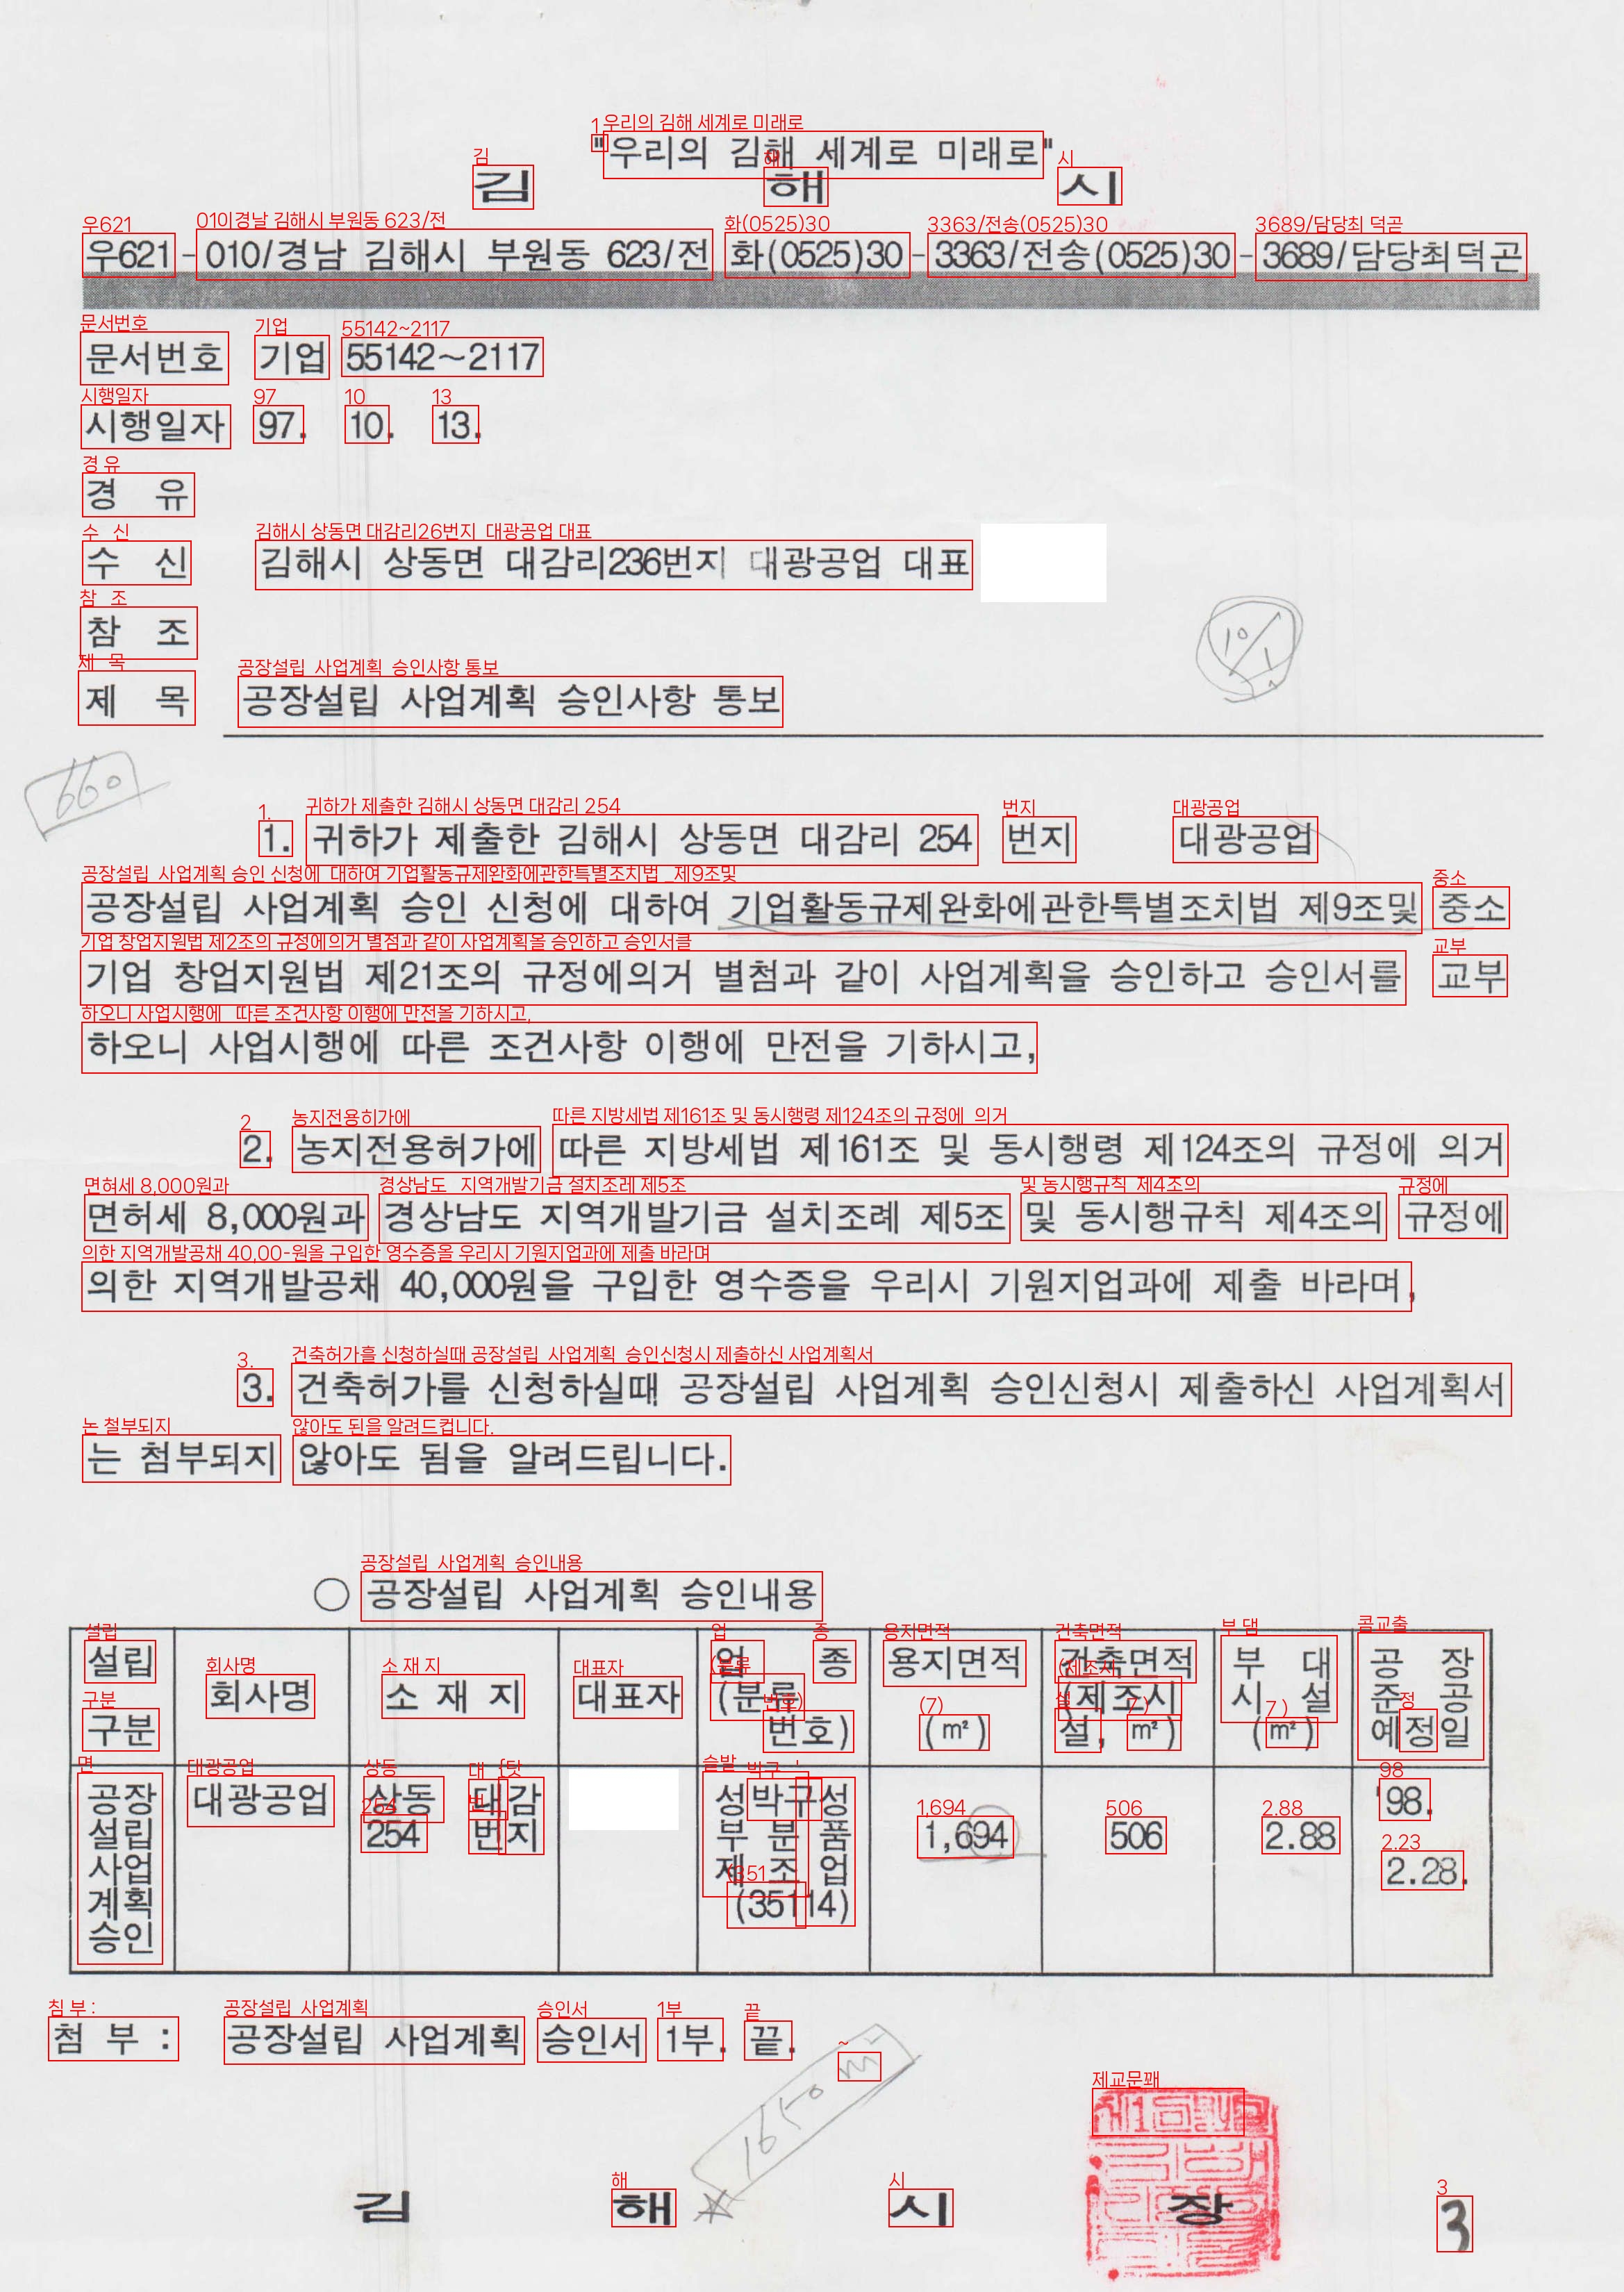 "우리의 김해 세계로 미래로"
김 해 시
우621-010/경남 김해시 부원동 623/전화(0525)30-3363/전송(0525)30-3689/담당최덕곤
문서번호 기업 55142~2117
시행일자 97. 10. 13.
경 유
수 신 김해시 상동면 대감리236번지 대광공업 대표
참 조
제 목 공장설립 사업계획 승인사항 통보
660
1. 귀하가 제출한 김해시 상동면 대감리 254 번지 대광공업
공장설립 사업계획 승인 신청에 대하여 기업활동규제완화에관한특별조치법 제9조및 중소
기업 창업지원법 제21조의 규정에의거 별첨과 같이 사업계획을 승인하고 승인서를 교부
하오니 사업시행에 따른 조건사항 이행에 만전을 기하시고,
2. 농지전용허가에 따른 지방세법 제161조 및 동시행령 제124조의 규정에 의거
면허세 8,000원과 경상남도 지역개발기금 설치조례 제5조 및 동시행규칙 제4조의 규정에
의한 지역개발공채 40,000원을 구입한 영수증을 우리시 기원지업과에 제출 바라며,
3. 건축허가를 신청하실때 공장설립 사업계획 승인신청시 제출하신 사업계획서
는 첨부되지 않아도 됨을 알려드립니다.
○ 공장설립 사업계획 승인내용
설립 구분 회사명 소 재 지 대표자 업 종 (분류 번호) 용지면적 (㎡) 건축면적 (제조시설, ㎡) 부 대 시 설 (㎡) 공 장 준 공 예정일
공장 설립 사업 계획 승인 대광공업 상동 대감 254 번지 성박구성 부 분 품 제 조 업 (35114) 1,694 506 2.88 '98. 2.28.
첨 부 : 공장설립 사업계획 승인서 1부. 끝.
1650㎡
김 해 시 장
3